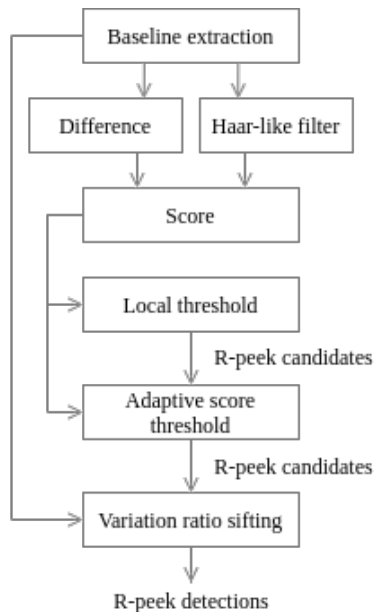 Baseline extraction
Difference
Haar-like filter
Score
Local threshold
R-peek candidates
Adaptive score
threshold
R-peek candidates
Variation ratio sifting
R-peek detections